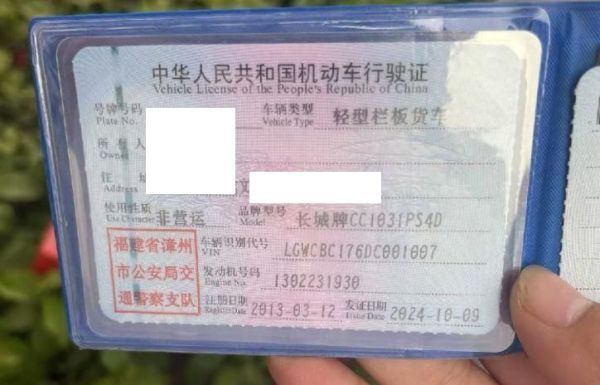 中华人民共和国机动车行驶证
Vehicle License of the People's Republic of China
号牌号码 车辆类型 轻型栏板货车
Plate No. Vehicle Type
所有人
Owner
住
Address 文
使用性质 非营运 品牌型号 长城牌CC1031PS4D
Use Character Model
福建省漳州 车辆识别代号 LGWCBC176DC001007
VIN
市公安局交 发动机号码 1302231930
Engine No.
通警察支队 注册日期 2013-03-12 发证日期 2024-10-09
Register Date Issue Date